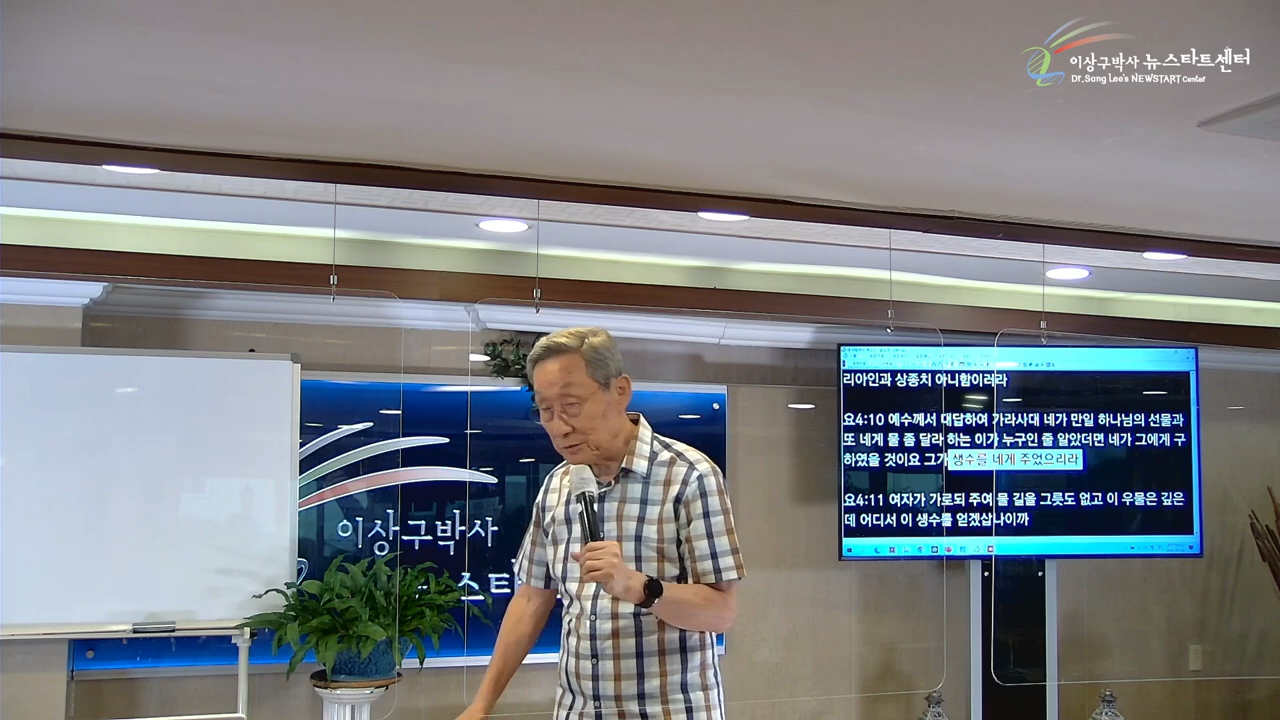 이상구박사 뉴스타트센터
Dr. Sang Lee's NEWSTART Center
리아인과 상종치 아니함이러라
요4:10 예수께서 대답하여 가라사대 네가 만일 하나님의 선물과
또 네게 물 좀 달라 하는 이가 누구인 줄 알았더면 네가 그에게 구
하였을 것이요 그가 생수를 네게 주었으리라
요4:11 여자가 가로되 주여 물 길을 그릇도 없고 이 우물은 깊은
데 어디서 이 생수를 얻겠삽나이까
이상구박사
스타